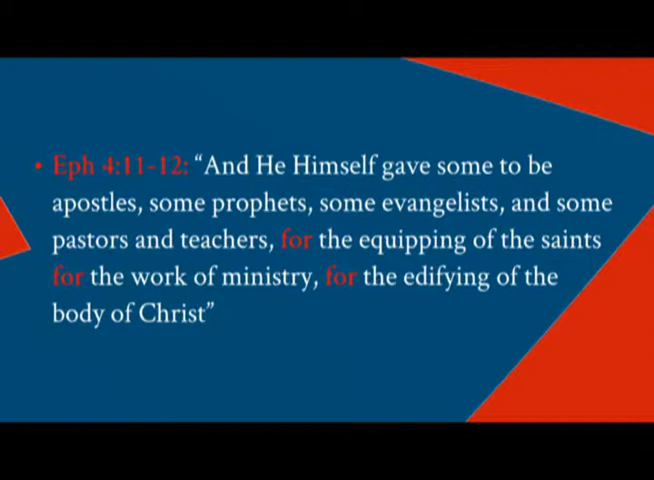 • Eph 4:11-12: “And He Himself gave some to be
apostles, some prophets, some evangelists, and some
pastors and teachers, for the equipping of the saints
for the work of ministry, for the edifying of the
body of Christ”